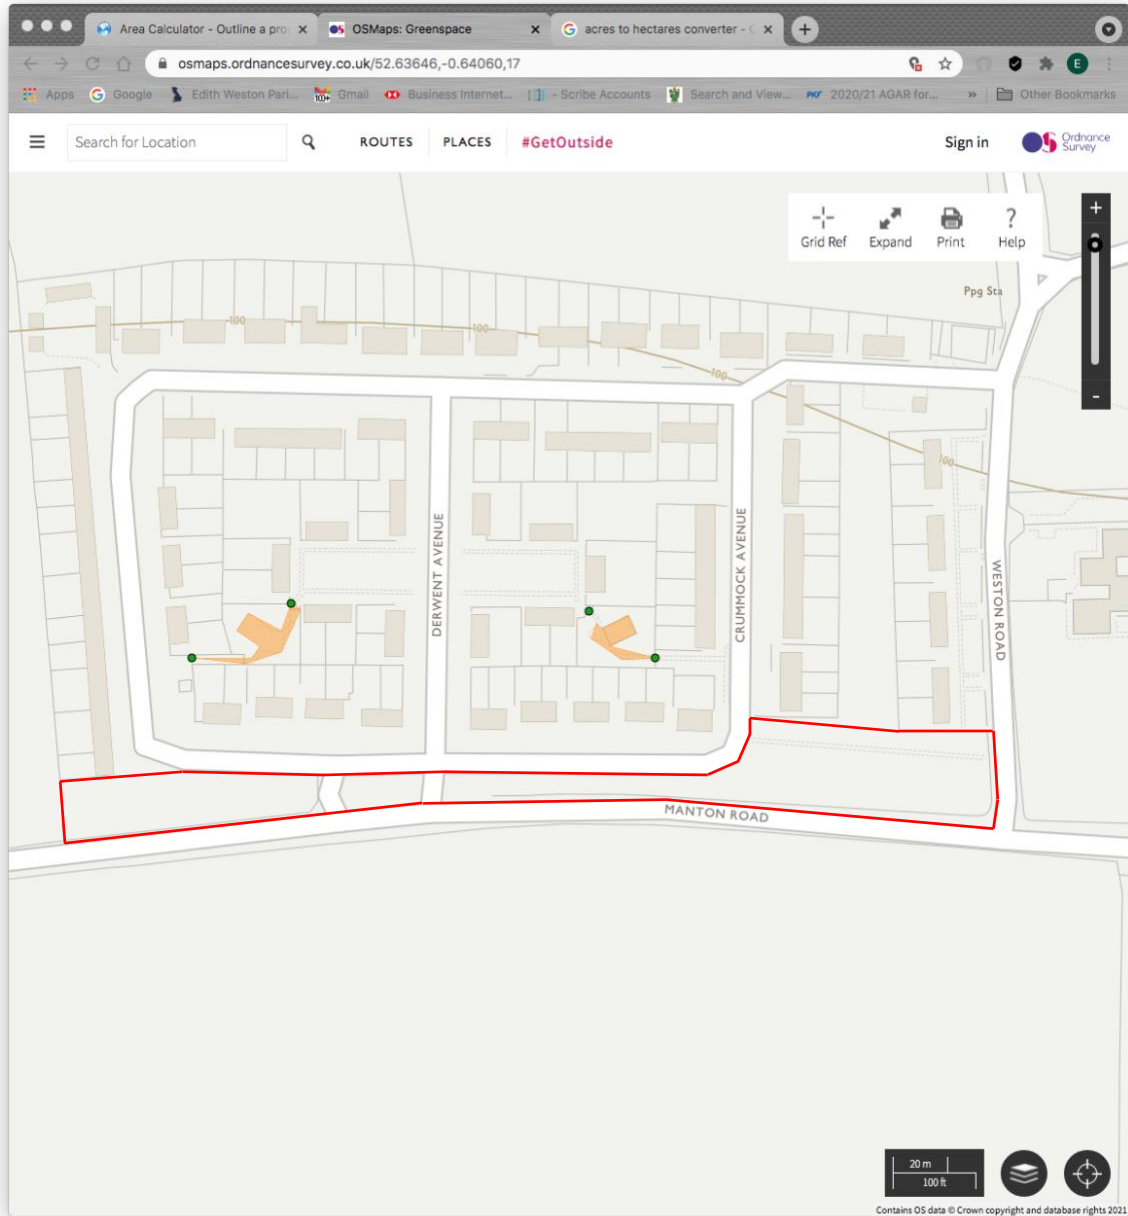 Area Calculator - Outline a pro
OSMaps: Greenspace
acres to hectares converter - G
osmaps.ordnancesurvey.co.uk/52.63646,-0.64060,17
E
Apps
Google
Edith Weston Pari...
100+
Gmail
Business Internet...
- Scribe Accounts
Search and View...
PKF
2020/21 AGAR for...
»
Other Bookmarks
Search for Location
ROUTES
PLACES
#GetOutside
Sign in
OS
Ordnance
Survey
Grid Ref
Expand
Print
?
Help
+
-
Ppg Sta
100
100
100
100
DERWENT AVENUE
CRUMMOCK AVENUE
WESTON ROAD
MANTON ROAD
20 m
100 ft
Contains OS data © Crown copyright and database rights 2021